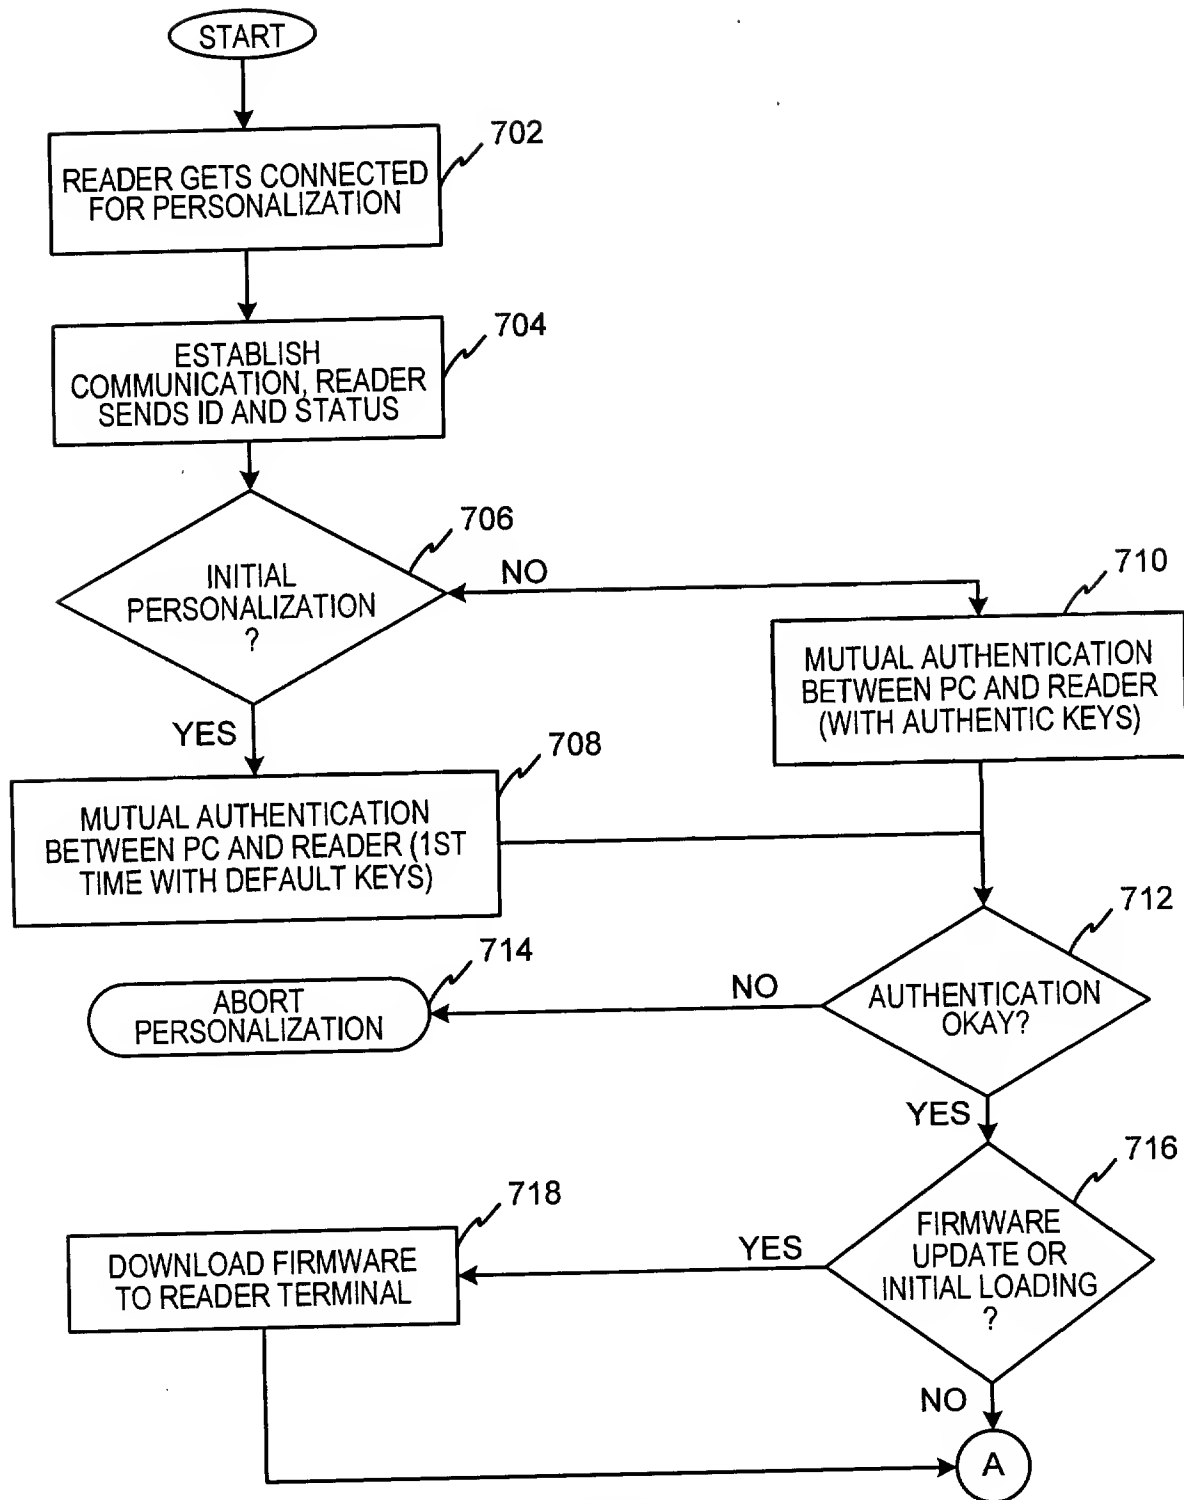 START
702
READER GETS CONNECTED
FOR PERSONALIZATION
704
ESTABLISH
COMMUNICATION, READER
SENDS ID AND STATUS
706
INITIAL
PERSONALIZATION
?
NO
710
MUTUAL AUTHENTICATION
BETWEEN PC AND READER
(WITH AUTHENTIC KEYS)
YES
708
MUTUAL AUTHENTICATION
BETWEEN PC AND READER (1ST
TIME WITH DEFAULT KEYS)
712
AUTHENTICATION
OKAY?
NO
714
ABORT
PERSONALIZATION
YES
716
FIRMWARE
UPDATE OR
INITIAL LOADING
?
YES
718
DOWNLOAD FIRMWARE
TO READER TERMINAL
NO
A